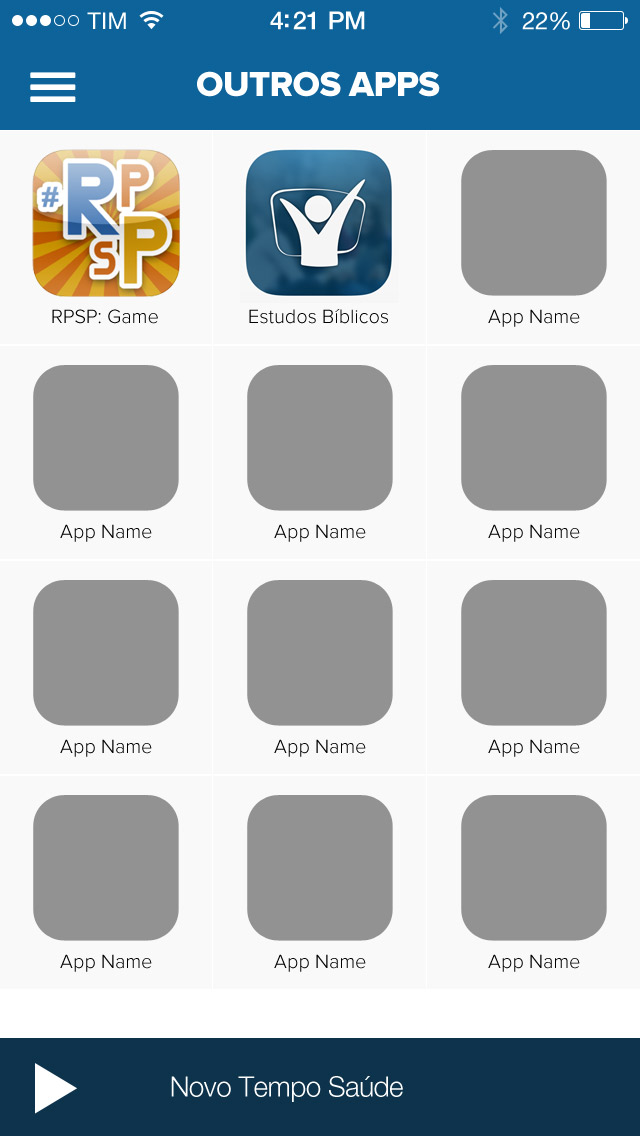 TIM 4:21 PM 22%
OUTROS APPS
#RPSP
RPSP: Game Estudos Bíblicos App Name
App Name App Name App Name
App Name App Name App Name
App Name App Name App Name
Novo Tempo Saúde